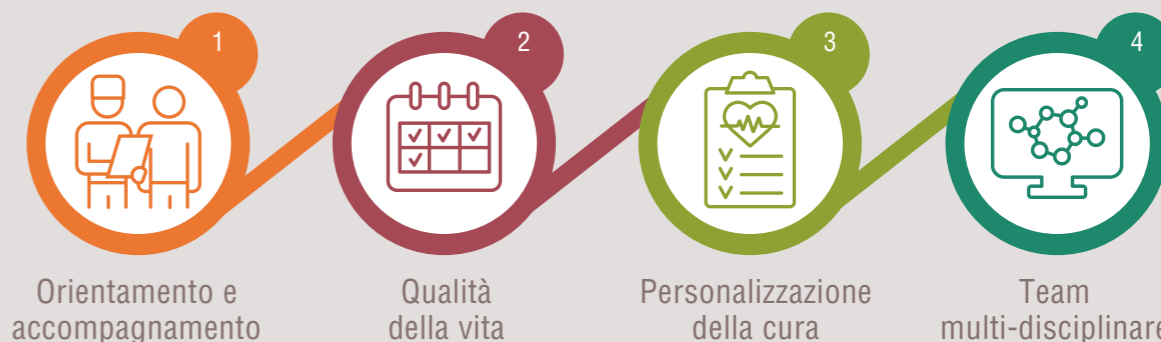 1
2
3
4
Orientamento e
accompagnamento
Qualità
della vita
Personalizzazione
della cura
Team
multi-disciplinare